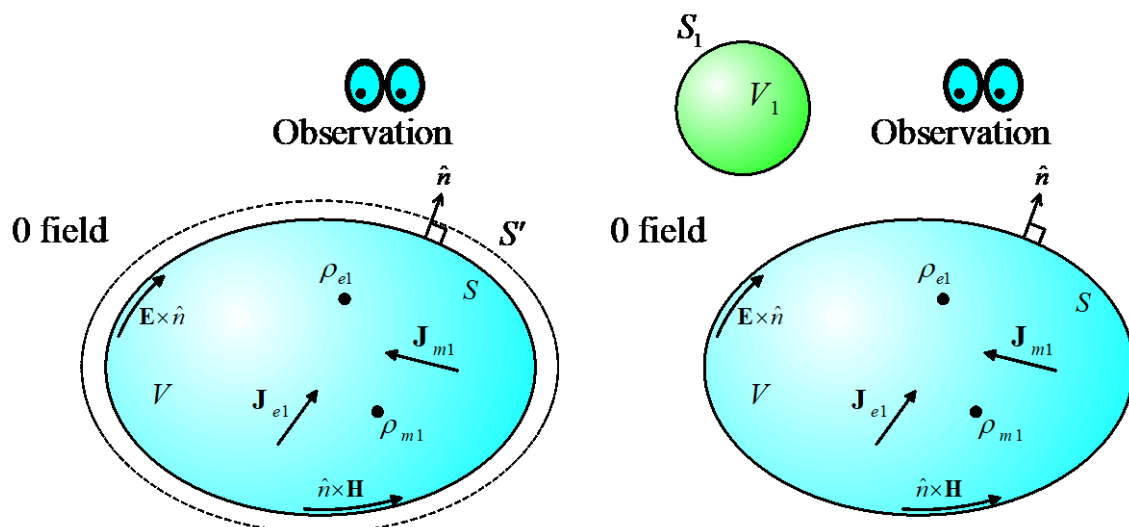 Observation
n̂
0 field
S′
ρe1
S
E×n̂
Jm1
V
Je1
ρm1
n̂×H
S1
V1
Observation
n̂
0 field
ρe1
S
E×n̂
Jm1
V
Je1
ρm1
n̂×H